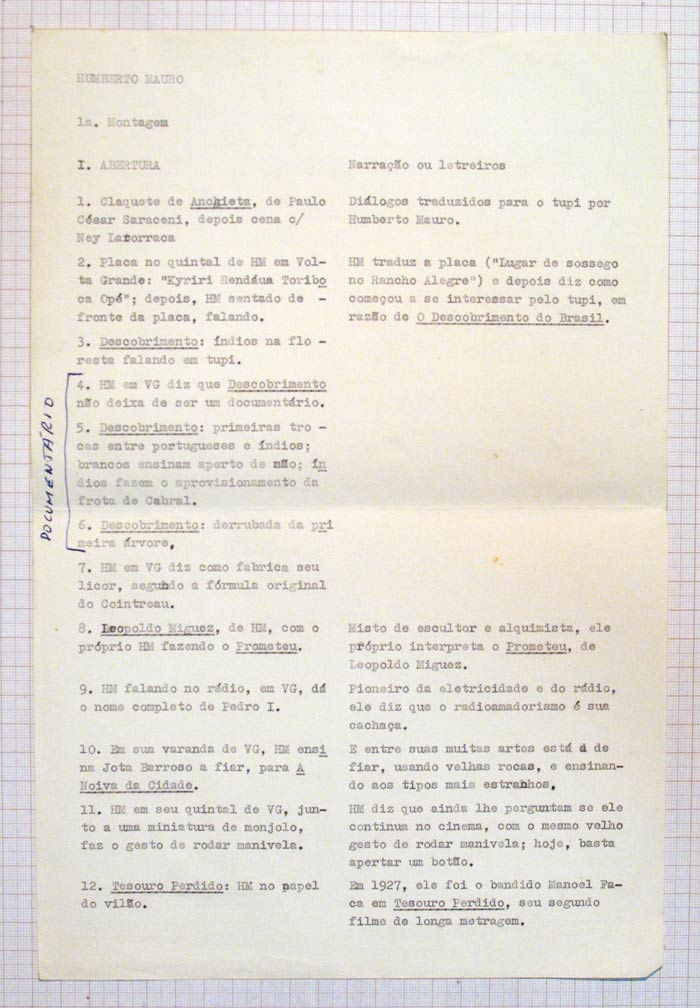 HUMBERTO MAURO
1a. Montagem
I. ABERTURA
Narração ou letreiros
1. Claquete de Anchieta, de Paulo
César Saraceni, depois cena c/
Ney Latorraca
Diálogos traduzidos para o tupi por
Humberto Mauro.
2. Placa no quintal de HM em Vol-
ta Grande: "Kyriri Rendáua Toribo
ca Opé"; depois, HM sentado de -
fronte da placa, falando.
HM traduz a placa ("Lugar de sossego
no Rancho Alegre") e depois diz como
começou a se interessar pelo tupi, em
razão de O Descobrimento do Brasil.
3. Descobrimento: índios na flo -
resta falando em tupi.
DOCUMENTÁRIO
4. HM em VG diz que Descobrimento
não deixa de ser um documentário.
5. Descobrimento: primeiras tro -
cas entre portugueses e índios;
brancos ensinam aperto de mão; ín
dios fazem o aprovisionamento da
frota de Cabral.
6. Descobrimento: derrubada da pri
meira árvore.
7. HM em VG diz como fabrica seu
licor, segundo a fórmula original
do Cointreau.
8. Leopoldo Miguez, de HM, com o
próprio HM fazendo o Prometeu.
Misto de escultor e alquimista, ele
próprio interpreta o Prometeu, de
Leopoldo Miguez.
9. HM falando no rádio, em VG, dá
o nome completo de Pedro I.
Pioneiro da eletricidade e do rádio,
ele diz que o radioamadorismo é sua
cachaça.
10. Em sua varanda de VG, HM ensi
na Jota Barroso a fiar, para A
Noiva da Cidade.
E entre suas muitas artes está a de
fiar, usando velhas rocas, e ensinan-
do aos tipos mais estranhos.
11. HM em seu quintal de VG, jun-
to a uma miniatura de monjolo,
faz o gesto de rodar manivela.
HM diz que ainda lhe perguntam se ele
continua no cinema, com o mesmo velho
gesto de rodar manivela; hoje, basta
apertar um botão.
12. Tesouro Perdido: HM no papel
do vilão.
Em 1927, ele foi o bandido Manoel Fa-
ca em Tesouro Perdido, seu segundo
filme de longa metragem.